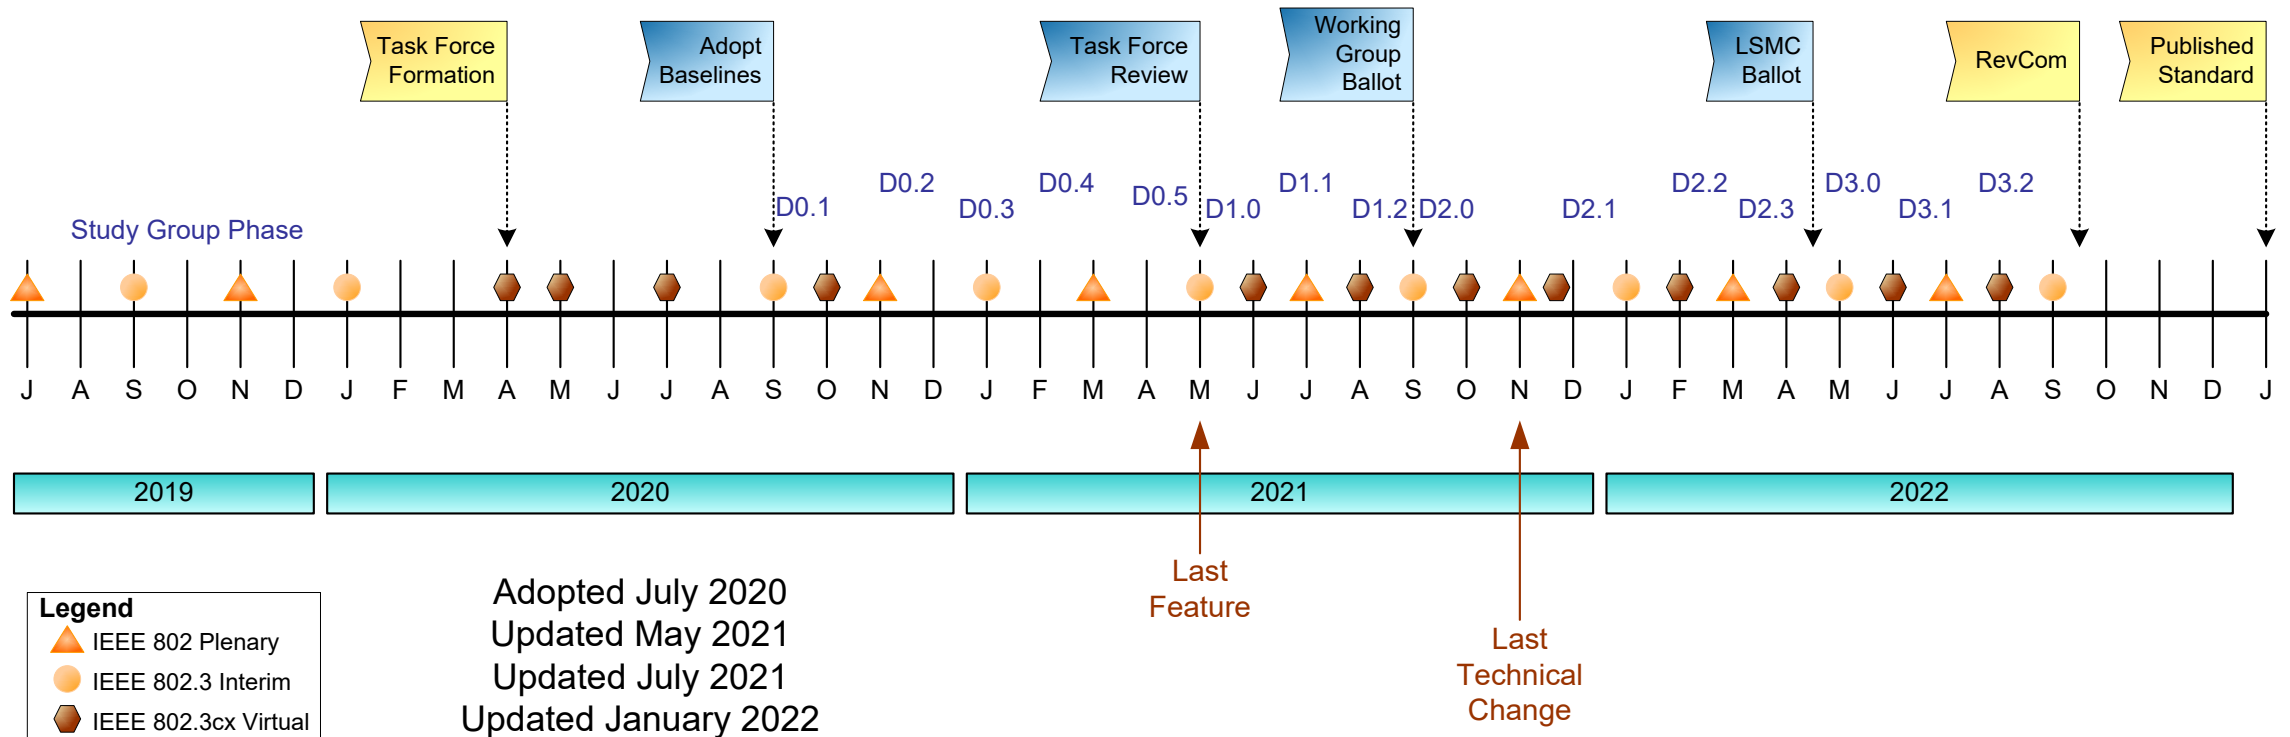 Task Force
Formation
Adopt
Baselines
Task Force
Review
Working
Group
Ballot
LSMC
Ballot
RevCom
Published
Standard
Study Group Phase
D0.1
D0.2
D0.3
D0.4
D0.5
D1.0
D1.1
D1.2
D2.0
D2.1
D2.2
D2.3
D3.0
D3.1
D3.2
J A S O N D J F M A M J J A S O N D J F M A M J J A S O N D J F M A M J J A S O N D J
2019 2020 2021 2022
Last
Feature
Last
Technical
Change
Adopted July 2020
Updated May 2021
Updated July 2021
Updated January 2022
Legend
IEEE 802 Plenary
IEEE 802.3 Interim
IEEE 802.3cx Virtual